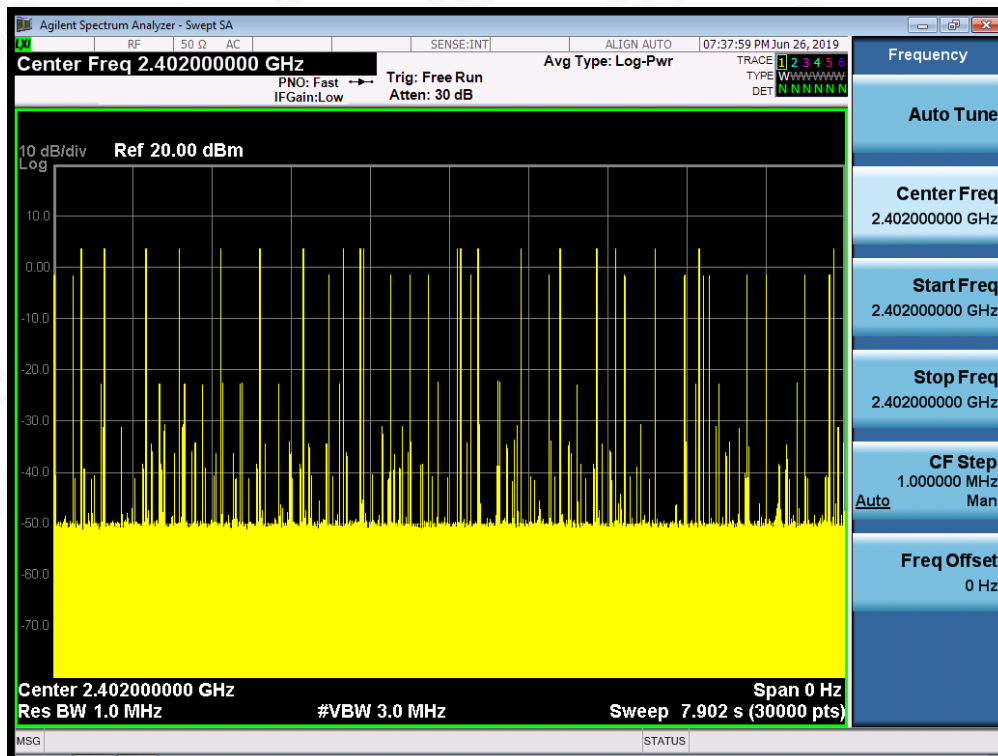 Agilent Spectrum Analyzer - Swept SA
LXI RF 50 Ω AC SENSE:INT ALIGN AUTO 07:37:59 PM Jun 26, 2019
Center Freq 2.402000000 GHz
PNO: Fast
IFGain:Low
Trig: Free Run
Atten: 30 dB
Avg Type: Log-Pwr
TRACE 1 2 3 4 5 6
TYPE W
DET N N N N N N
10 dB/div Ref 20.00 dBm
Log
10.0
0.00
-10.0
-20.0
-30.0
-40.0
-50.0
-60.0
-70.0
Center 2.402000000 GHz Span 0 Hz
Res BW 1.0 MHz #VBW 3.0 MHz Sweep 7.902 s (30000 pts)
MSG STATUS
Frequency
Auto Tune
Center Freq
2.402000000 GHz
Start Freq
2.402000000 GHz
Stop Freq
2.402000000 GHz
CF Step
1.000000 MHz
Auto Man
Freq Offset
0 Hz